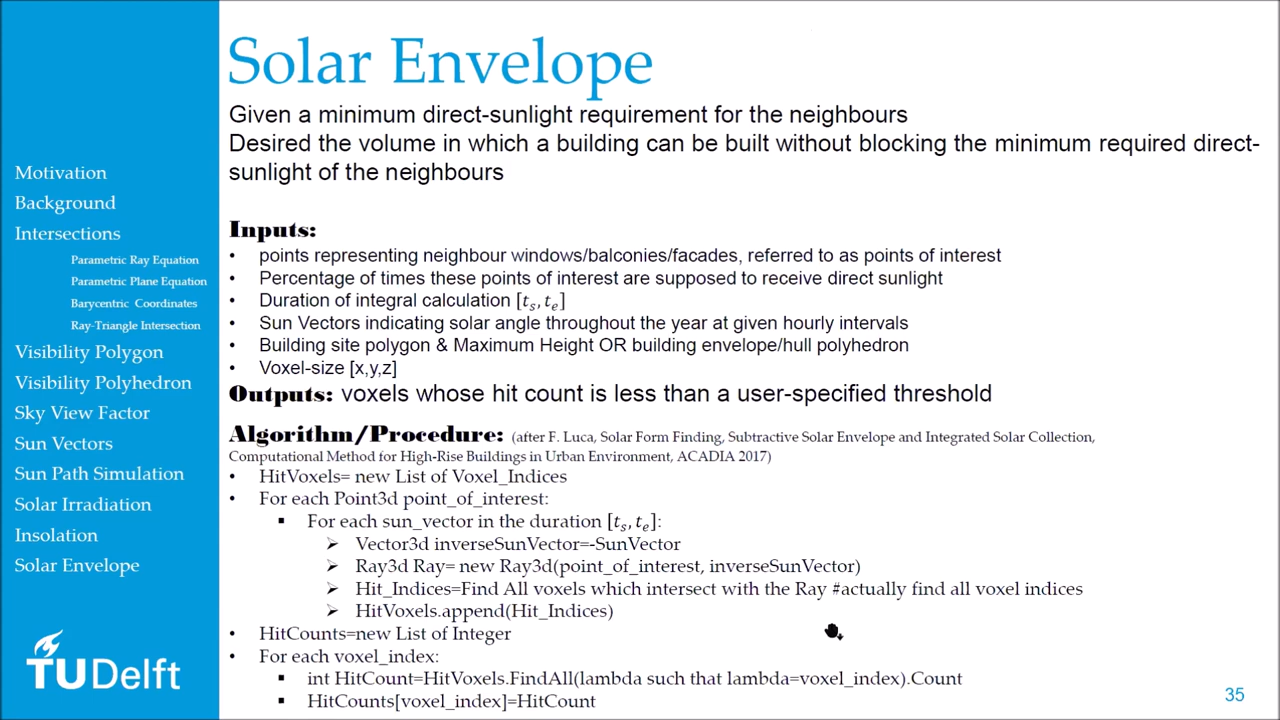 Solar Envelope
Given a minimum direct-sunlight requirement for the neighbours
Desired the volume in which a building can be built without blocking the minimum required direct-
sunlight of the neighbours
Motivation
Background
Intersections
Parametric Ray Equation
Parametric Plane Equation
Barycentric Coordinates
Ray-Triangle Intersection
Visibility Polygon
Visibility Polyhedron
Sky View Factor
Sun Vectors
Sun Path Simulation
Solar Irradiation
Insolation
Solar Envelope
TUDelft
Inputs:
• points representing neighbour windows/balconies/facades, referred to as points of interest
• Percentage of times these points of interest are supposed to receive direct sunlight
• Duration of integral calculation [tₛ, tₑ]
• Sun Vectors indicating solar angle throughout the year at given hourly intervals
• Building site polygon & Maximum Height OR building envelope/hull polyhedron
• Voxel-size [x,y,z]
Outputs: voxels whose hit count is less than a user-specified threshold
Algorithm/Procedure: (after F. Luca, Solar Form Finding, Subtractive Solar Envelope and Integrated Solar Collection,
Computational Method for High-Rise Buildings in Urban Environment, ACADIA 2017)
• HitVoxels= new List of Voxel_Indices
• For each Point3d point_of_interest:
▪ For each sun_vector in the duration [tₛ, tₑ]:
➢ Vector3d inverseSunVector=-SunVector
➢ Ray3d Ray= new Ray3d(point_of_interest, inverseSunVector)
➢ Hit_Indices=Find All voxels which intersect with the Ray #actually find all voxel indices
➢ HitVoxels.append(Hit_Indices)
• HitCounts=new List of Integer
• For each voxel_index:
▪ int HitCount=HitVoxels.FindAll(lambda such that lambda=voxel_index).Count
▪ HitCounts[voxel_index]=HitCount
35